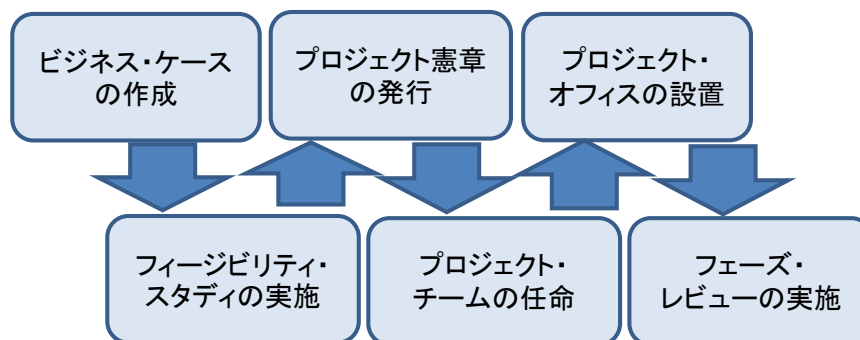 ビジネス・ケース
の作成
プロジェクト憲章
の発行
プロジェクト・
オフィスの設置
フィージビリティ・
スタディの実施
プロジェクト・
チームの任命
フェーズ・
レビューの実施